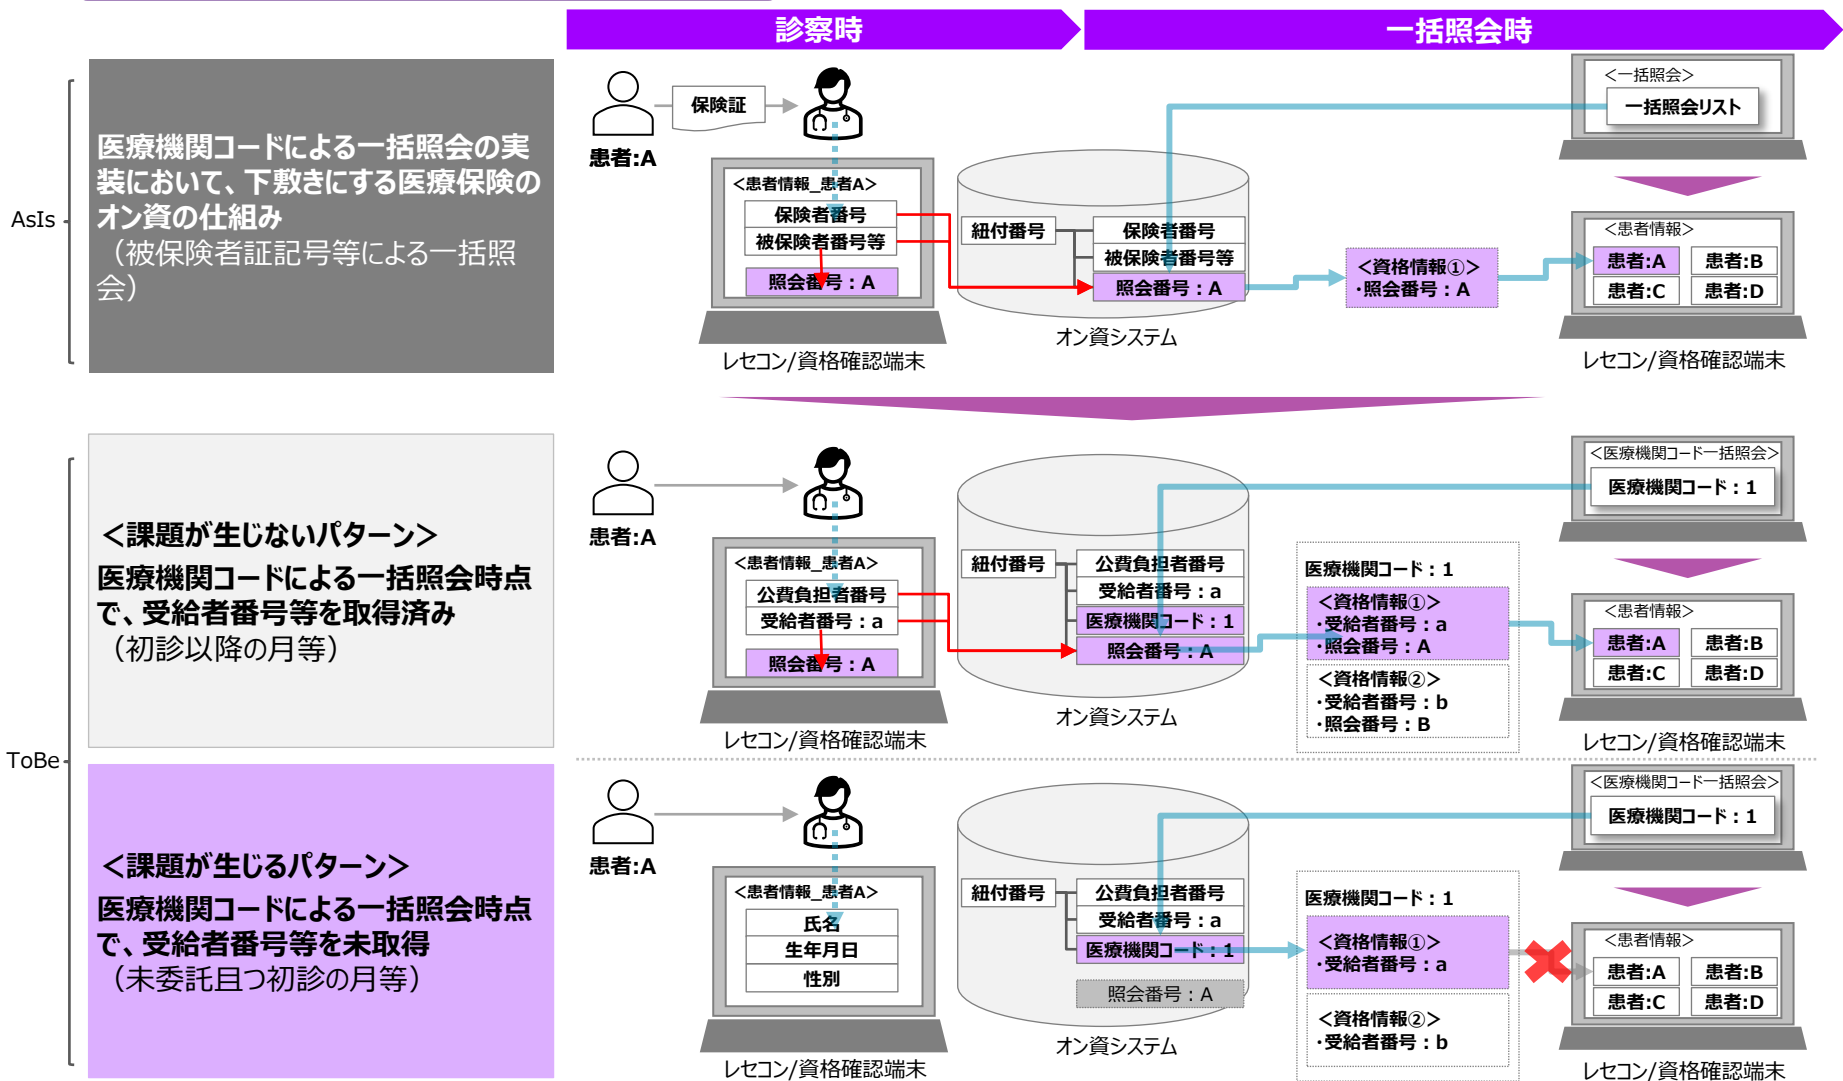 診察時
一括照会時
AsIs
医療機関コードによる一括照会の実
装において、下敷きにする医療保険の
オン資の仕組み
（被保険者証記号等による一括照
会）
患者:A
保険証
＜患者情報_患者A＞
保険者番号
被保険者番号等
照会番号：A
レセコン/資格確認端末
紐付番号
保険者番号
被保険者番号等
照会番号：A
オン資システム
＜資格情報①＞
・照会番号：A
＜一括照会＞
一括照会リスト
＜患者情報＞
患者:A
患者:B
患者:C
患者:D
レセコン/資格確認端末
ToBe
＜課題が生じないパターン＞
医療機関コードによる一括照会時点
で、受給者番号等を取得済み
（初診以降の月等）
患者:A
＜患者情報_患者A＞
公費負担者番号
受給者番号：a
照会番号：A
レセコン/資格確認端末
紐付番号
公費負担者番号
受給者番号：a
医療機関コード：1
照会番号：A
オン資システム
医療機関コード：1
＜資格情報①＞
・受給者番号：a
・照会番号：A
＜資格情報②＞
・受給者番号：b
・照会番号：B
＜医療機関コード一括照会＞
医療機関コード：1
＜患者情報＞
患者:A
患者:B
患者:C
患者:D
レセコン/資格確認端末
＜課題が生じるパターン＞
医療機関コードによる一括照会時点
で、受給者番号等を未取得
（未委託且つ初診の月等）
患者:A
＜患者情報_患者A＞
氏名
生年月日
性別
レセコン/資格確認端末
紐付番号
公費負担者番号
受給者番号：a
医療機関コード：1
照会番号：A
オン資システム
医療機関コード：1
＜資格情報①＞
・受給者番号：a
＜資格情報②＞
・受給者番号：b
＜医療機関コード一括照会＞
医療機関コード：1
＜患者情報＞
患者:A
患者:B
患者:C
患者:D
レセコン/資格確認端末